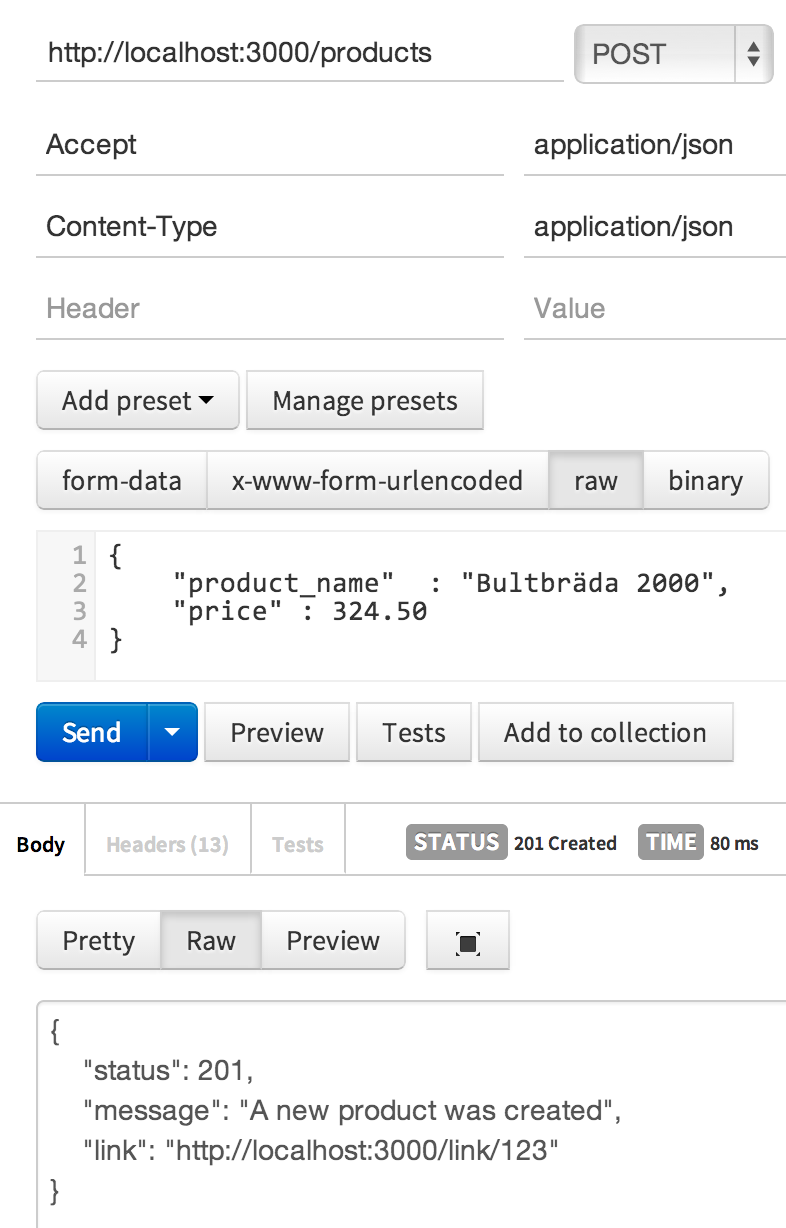 http://localhost:3000/products POST
Accept application/json
Content-Type application/json
Header Value
Add preset Manage presets
form-data x-www-form-urlencoded raw binary
1 {
2 "product_name" : "Bultbräda 2000",
3 "price" : 324.50
4 }
Send Preview Tests Add to collection
Body Headers (13) Tests STATUS 201 Created TIME 80 ms
Pretty Raw Preview
{
"status": 201,
"message": "A new product was created",
"link": "http://localhost:3000/link/123"
}